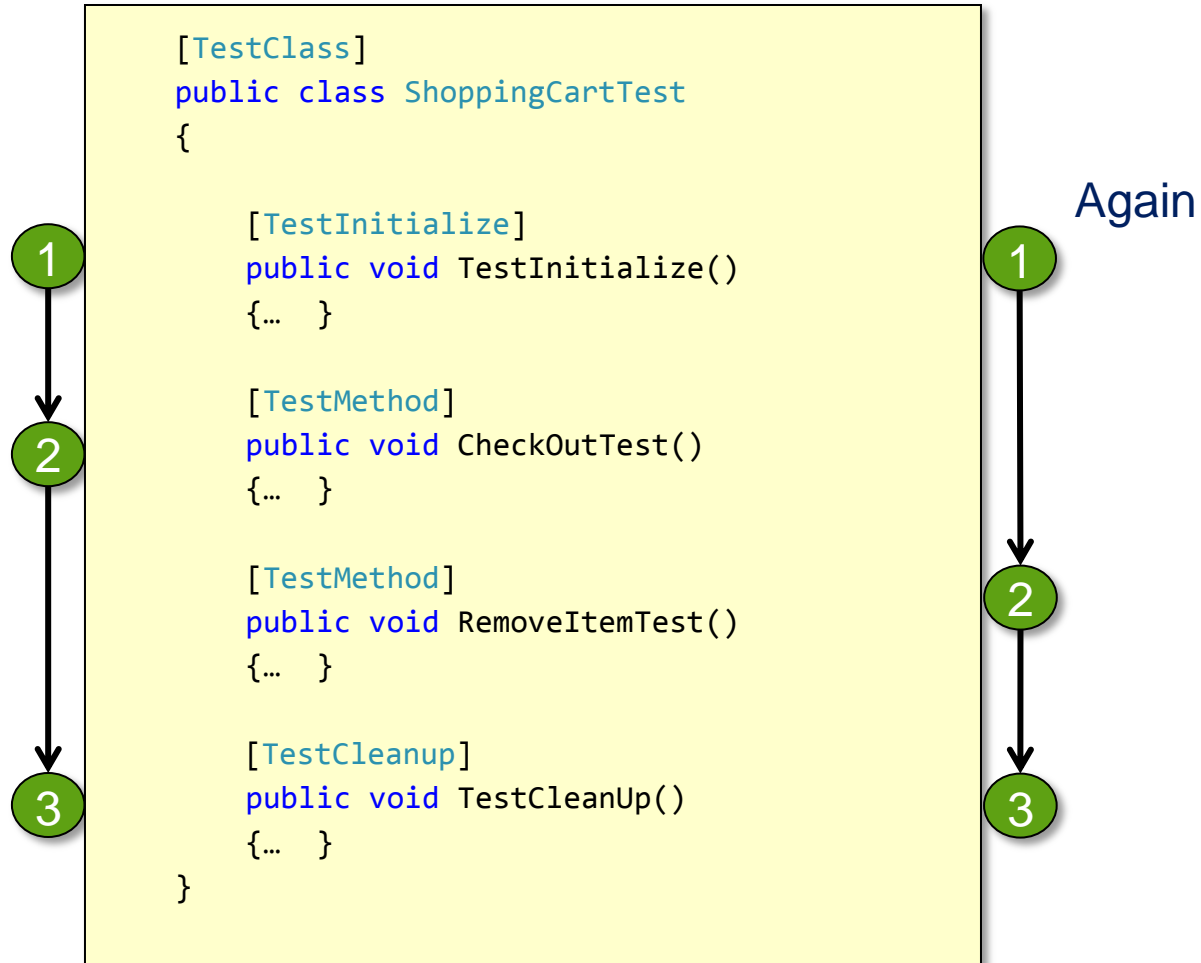 [TestClass]
public class ShoppingCartTest
{
Again
[TestInitialize]
1 public void TestInitialize() 1
{… }
[TestMethod]
2 public void CheckOutTest()
{… }
[TestMethod]
public void RemoveItemTest() 2
{… }
[TestCleanup]
3 public void TestCleanUp() 3
{… }
}